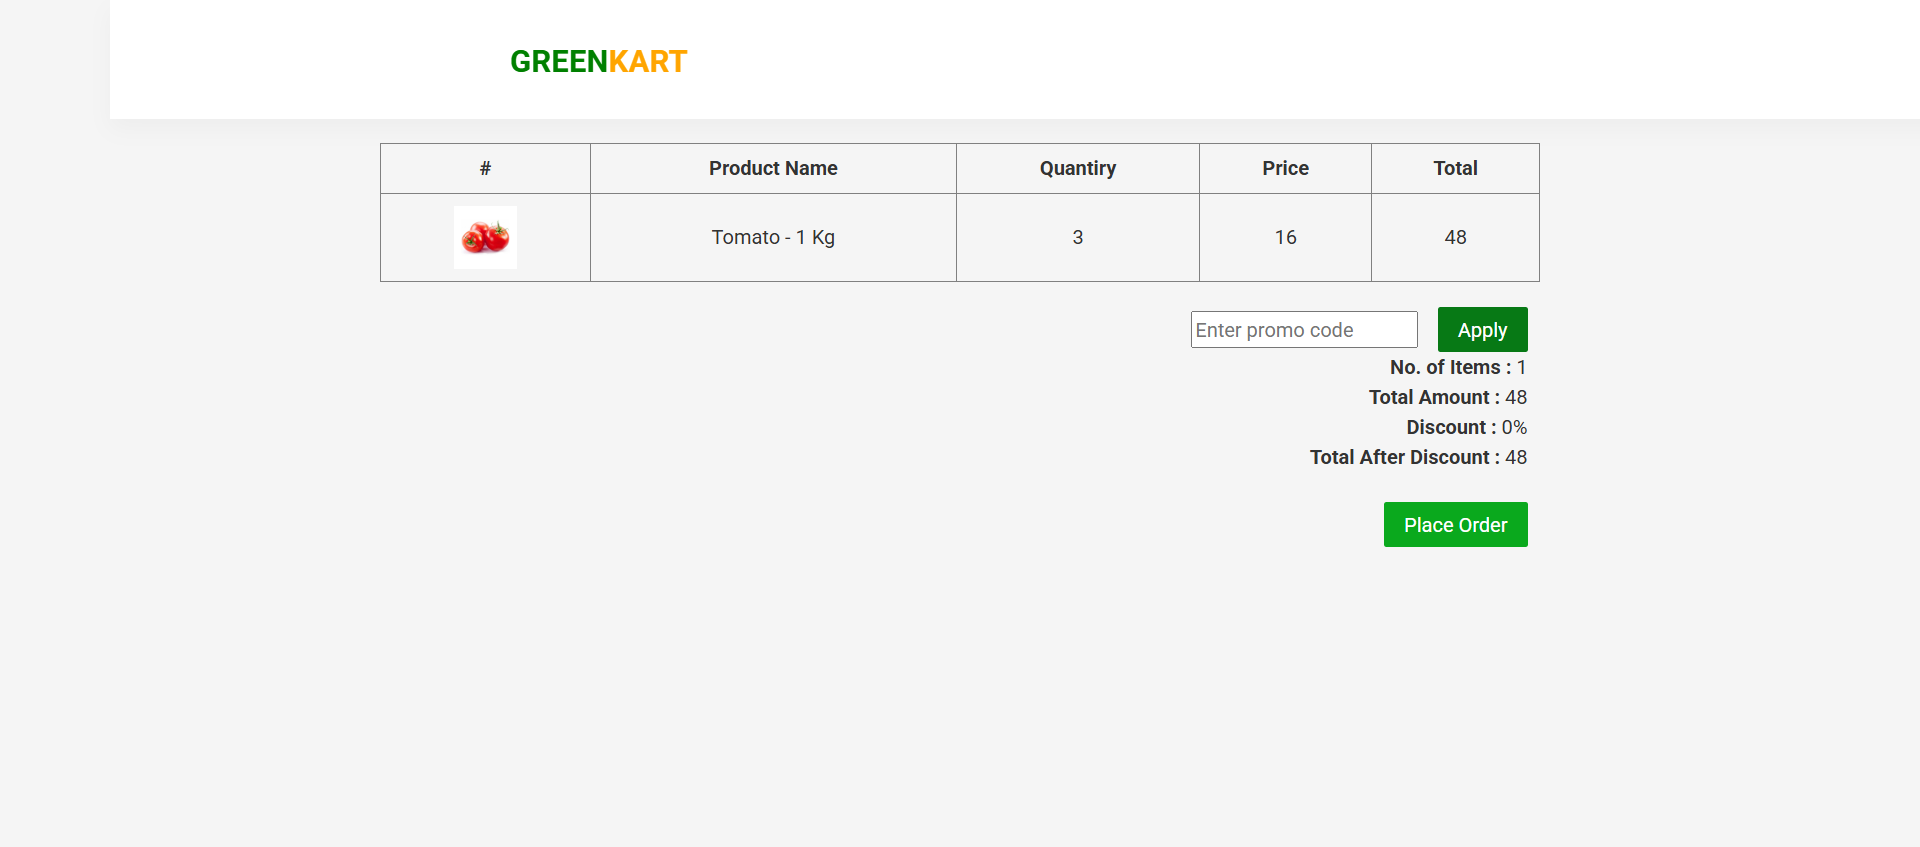 GREENKART
# Product Name Quantiry Price Total
Tomato - 1 Kg 3 16 48
Enter promo code Apply
No. of Items : 1
Total Amount : 48
Discount : 0%
Total After Discount : 48
Place Order